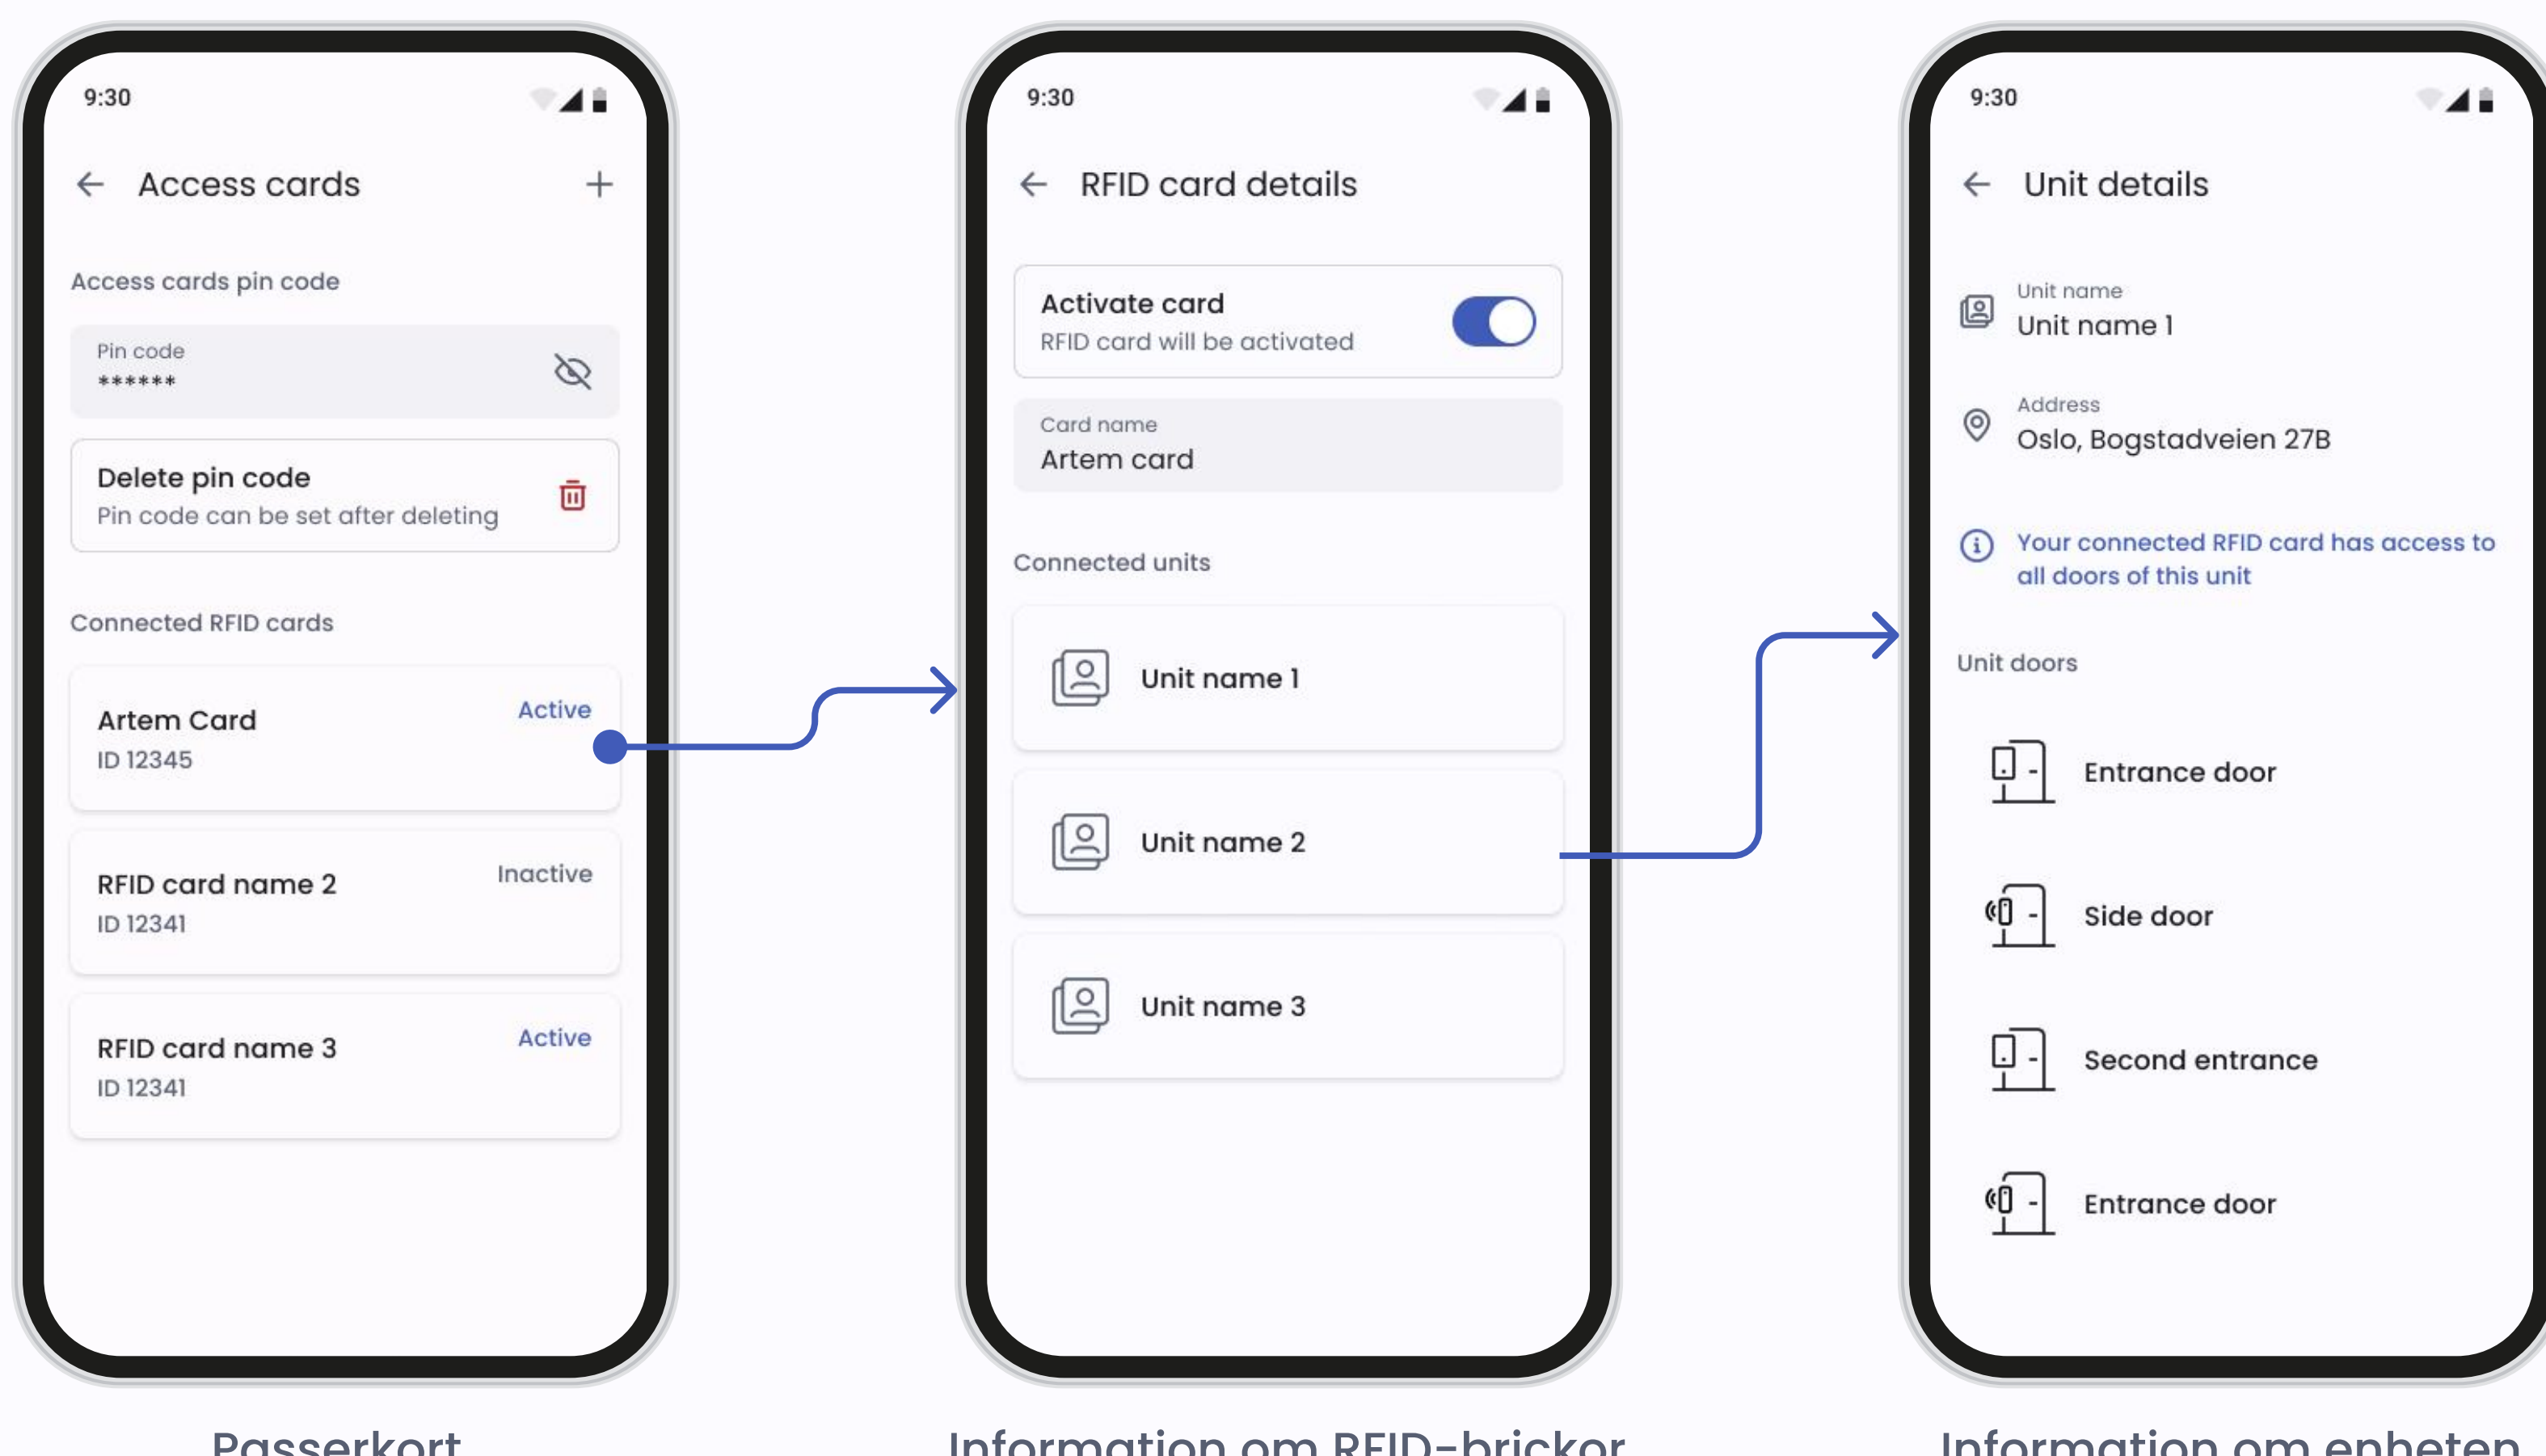 9:30
Access cards
Access cards pin code
Pin code
******
Delete pin code
Pin code can be set after deleting
Connected RFID cards
Artem Card
Active
ID 12345
RFID card name 2
Inactive
ID 12341
RFID card name 3
Active
ID 12341
Passerkort
9:30
RFID card details
Activate card
RFID card will be activated
Card name
Artem card
Connected units
Unit name 1
Unit name 2
Unit name 3
Information om RFID-brickor
9:30
Unit details
Unit name
Unit name 1
Address
Oslo, Bogstadveien 27B
Your connected RFID card has access to
all doors of this unit
Unit doors
Entrance door
Side door
Second entrance
Entrance door
Information om enheten